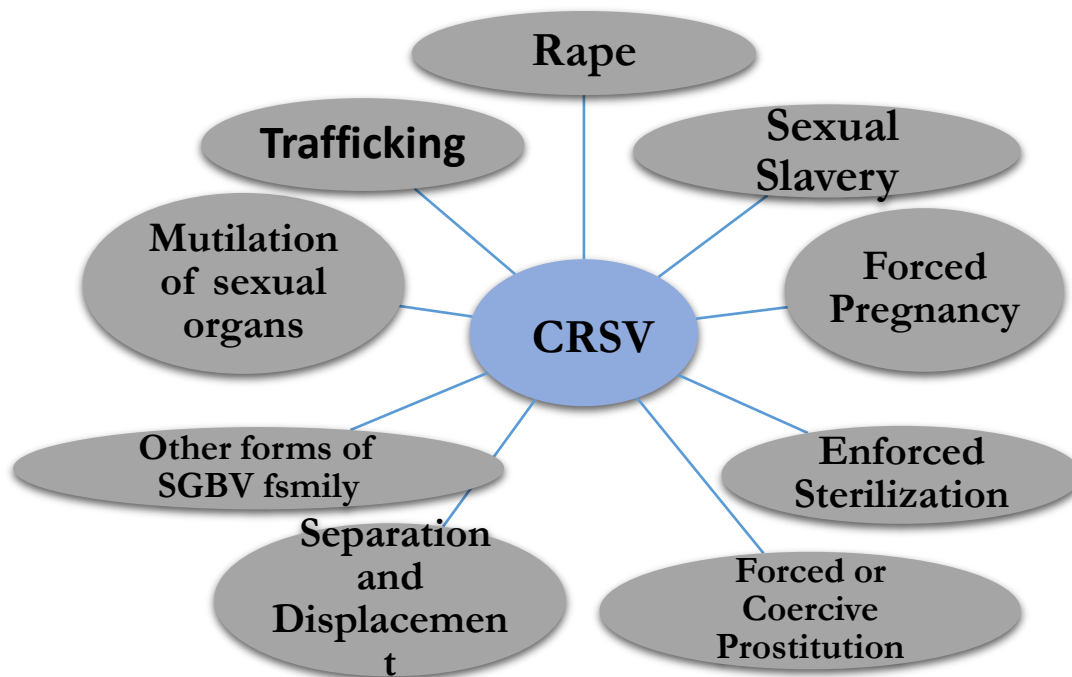 Rape
Trafficking
Sexual
Slavery
Mutilation
of sexual
organs
Forced
Pregnancy
CRSV
Other forms of
SGBV fsmily
Enforced
Sterilization
Separation
and
Displacemen
t
Forced or
Coercive
Prostitution